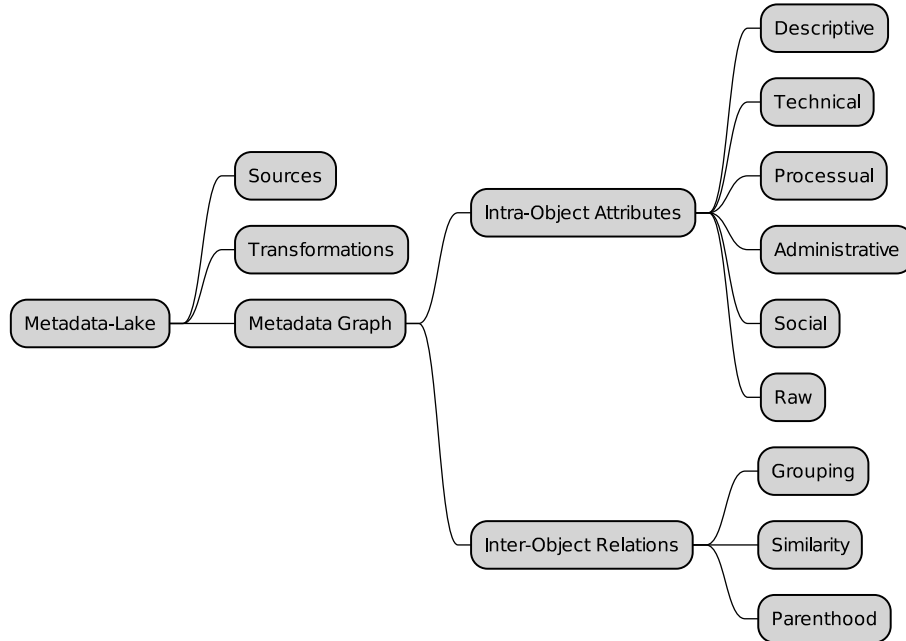 Metadata-Lake
Sources
Transformations
Metadata Graph
Intra-Object Attributes
Descriptive
Technical
Processual
Administrative
Social
Raw
Inter-Object Relations
Grouping
Similarity
Parenthood